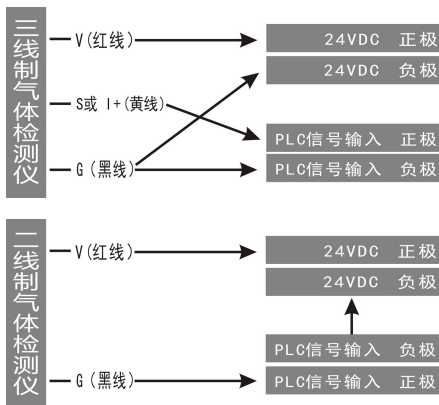 三线制气体检测仪
V(红线)
24VDC 正极
24VDC 负极
S或 I+(黄线)
PLC信号输入 正极
G(黑线)
PLC信号输入 负极
二线制气体检测仪
V(红线)
24VDC 正极
24VDC 负极
PLC信号输入 负极
G(黑线)
PLC信号输入 正极